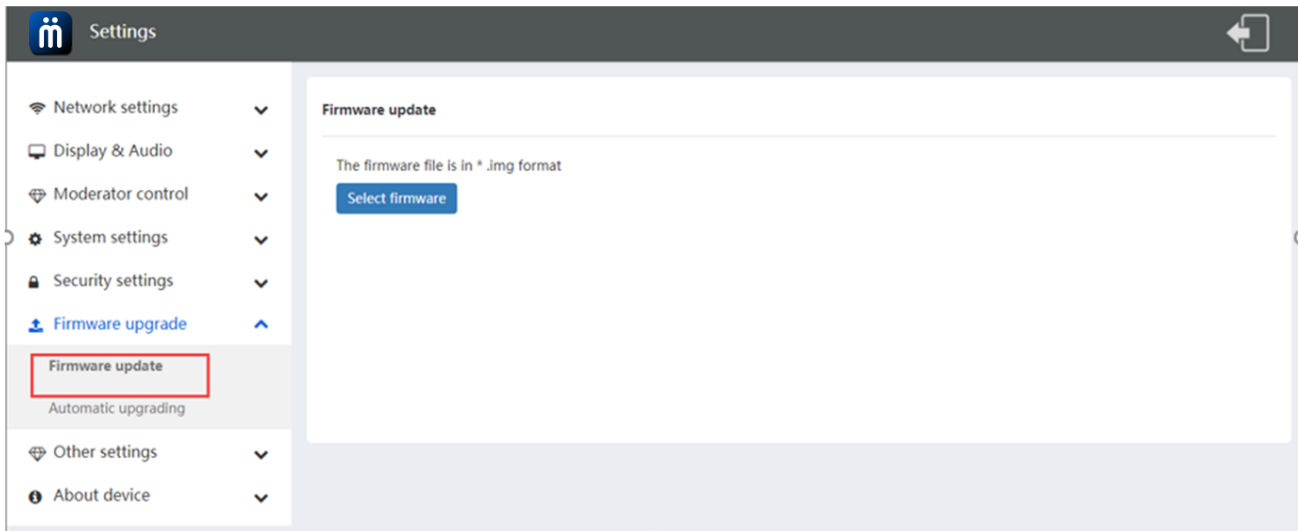 Settings
Network settings
Display & Audio
Moderator control
System settings
Security settings
Firmware upgrade
Firmware update
Automatic upgrading
Other settings
About device
Firmware update
The firmware file is in * .img format
Select firmware